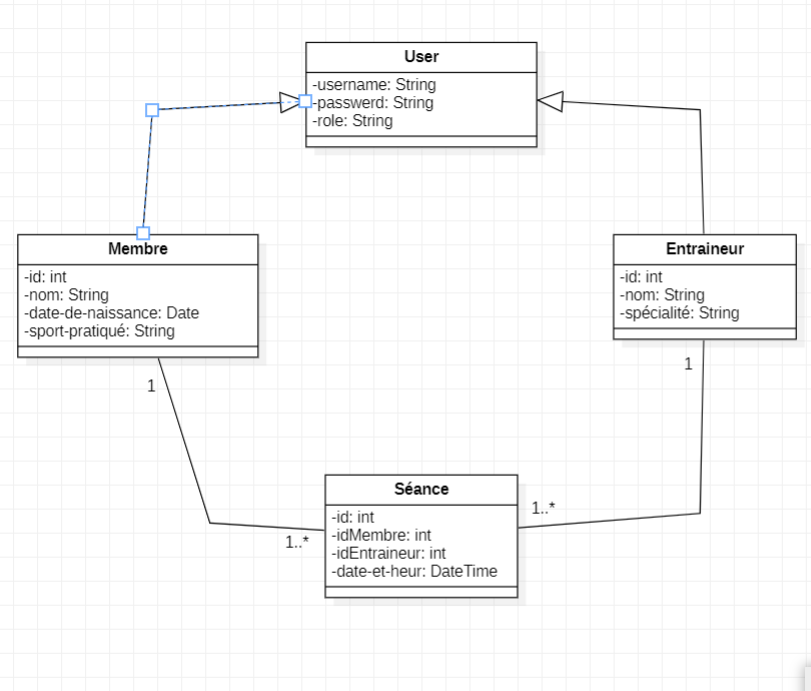 User
-username: String
-passwerd: String
-role: String
Membre
-id: int
-nom: String
-date-de-naissance: Date
-sport-pratiqué: String
Entraineur
-id: int
-nom: String
-spécialité: String
1
1
Séance
-id: int
-idMembre: int
-idEntraineur: int
-date-et-heur: DateTime
1..*
1..*